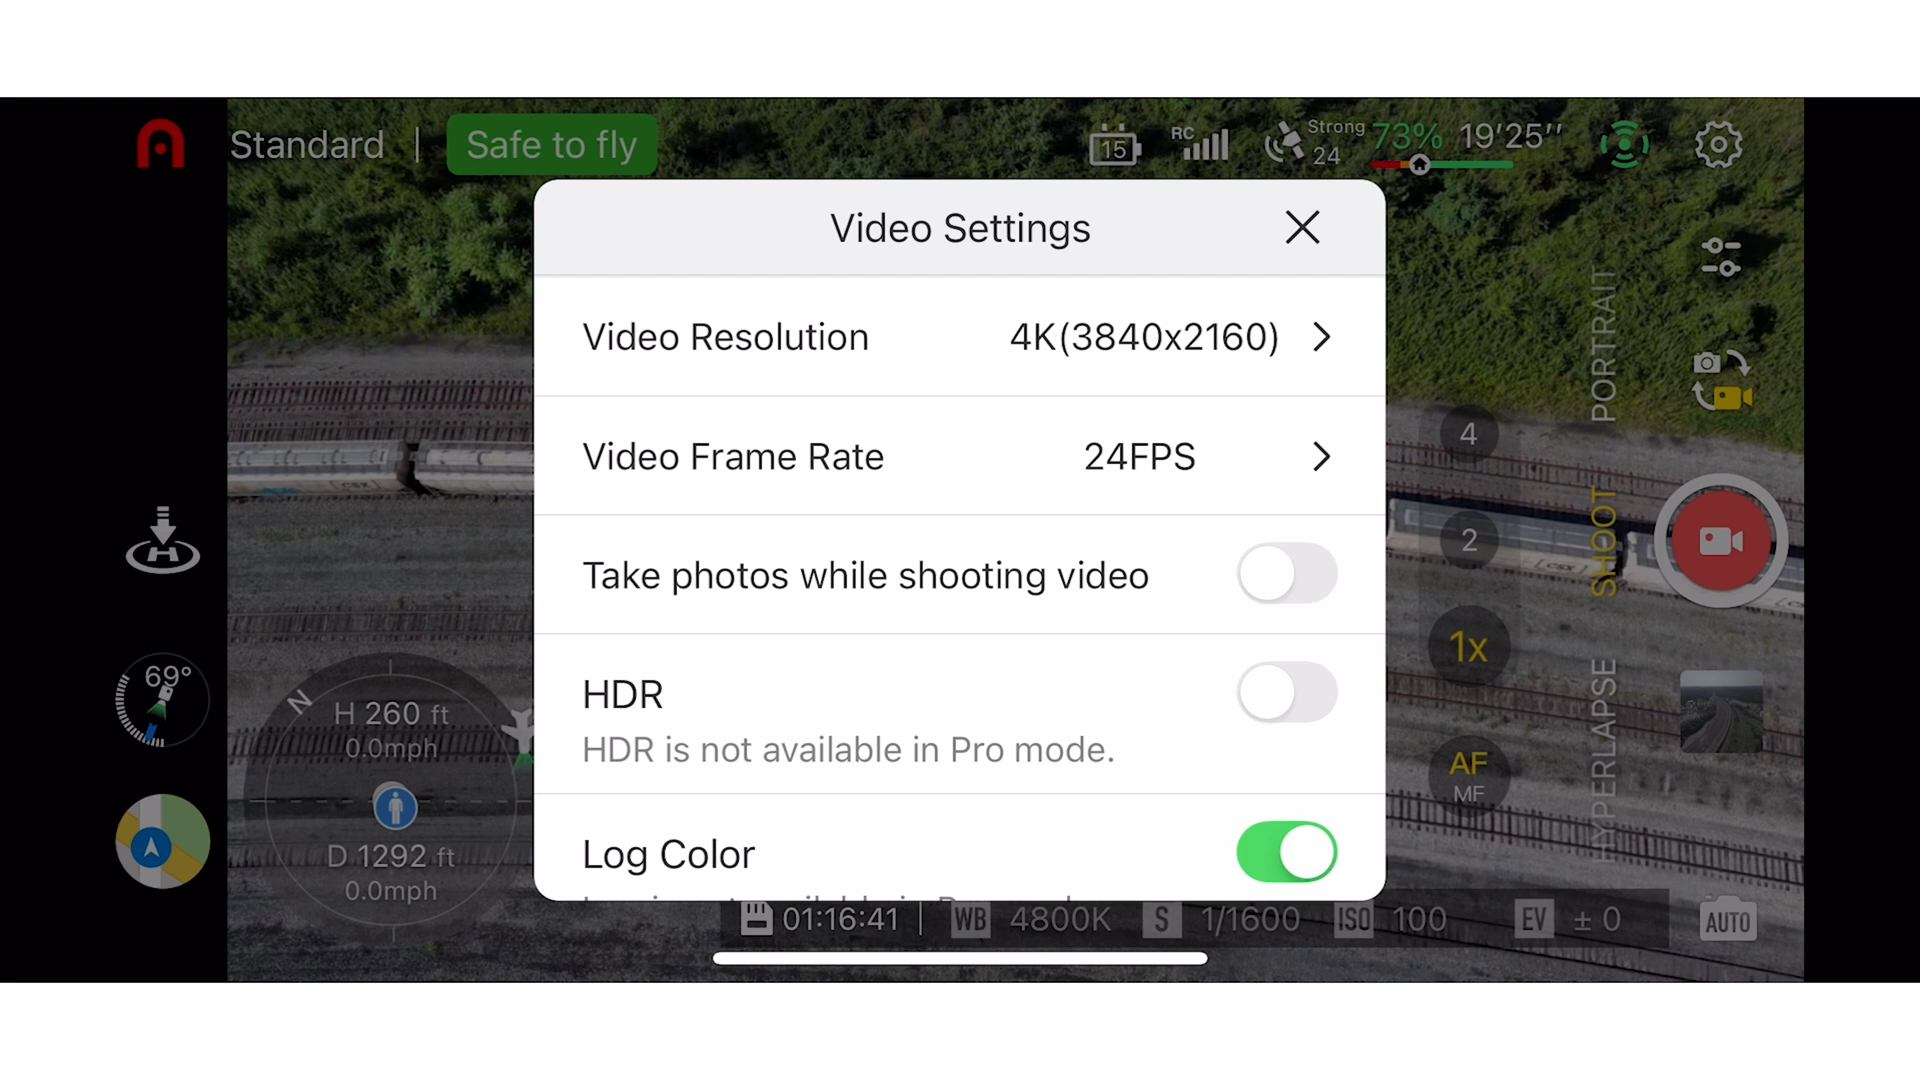 Standard | Safe to fly
15
RC
Strong
24
73%
19'25''
Video Settings
Video Resolution 4K(3840x2160)
Video Frame Rate 24FPS
Take photos while shooting video
HDR
HDR is not available in Pro mode.
Log Color
69°
N
H 260 ft
0.0mph
D 1292 ft
0.0mph
PORTRAIT
SHOOT
HYPERLAPSE
4
2
1x
AF
MF
CSX
CSX
01:16:41 | WB 4800K S 1/1600 ISO 100 EV ± 0
AUTO